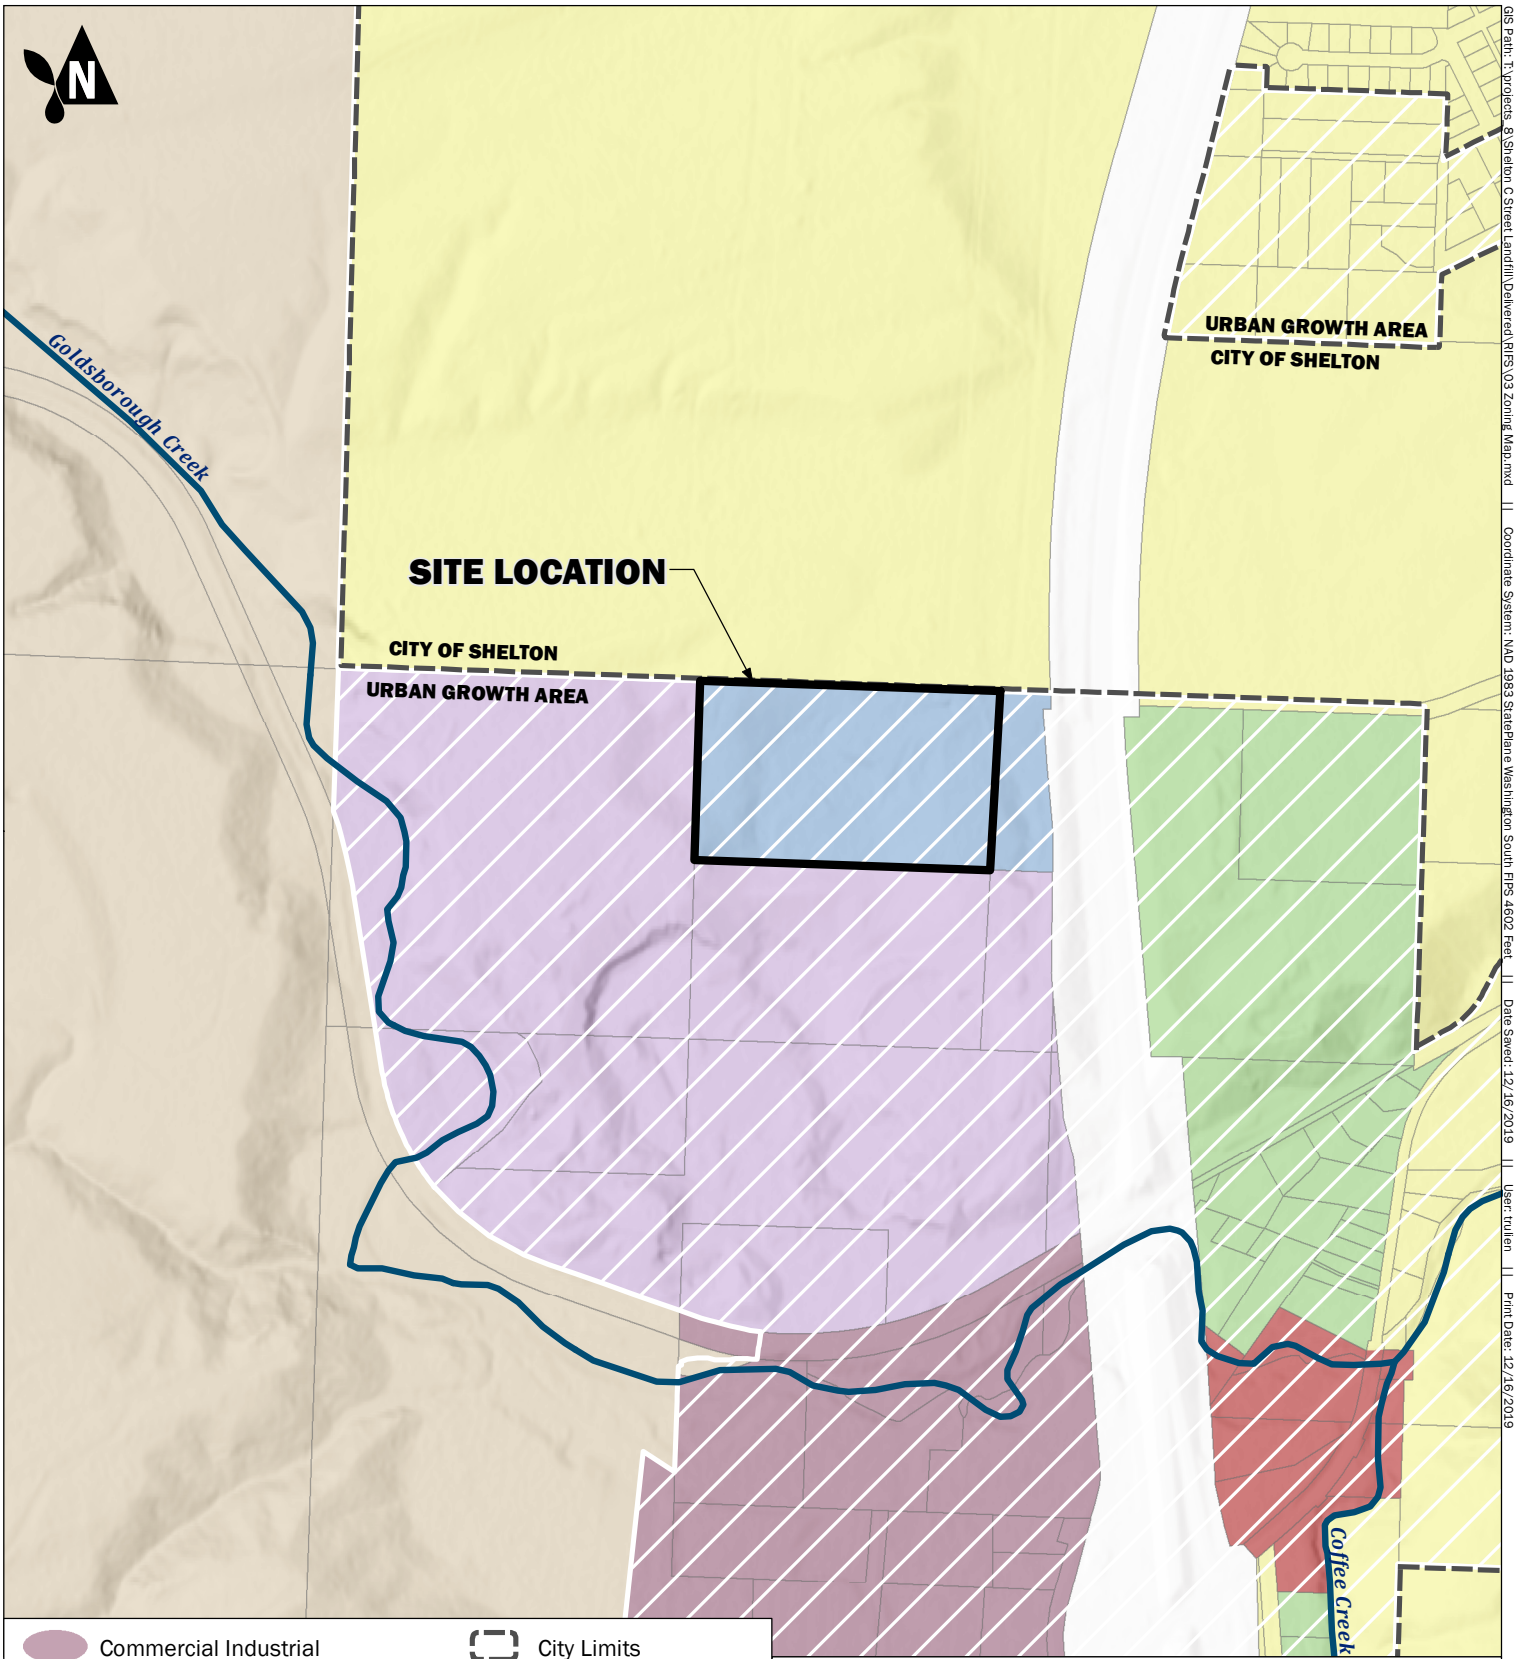 N
URBAN GROWTH AREA
CITY OF SHELTON
Goldsborough Creek
SITE LOCATION
CITY OF SHELTON
URBAN GROWTH AREA
Coffee Creek
Commercial Industrial
City Limits
GIS Path: T:\projects_8\Shelton C Street Landfill\Delivered\RIFS\03 Zoning Map.mxd || Coordinate System: NAD 1983 StatePlane Washington South FIPS 4602 Feet || Date Saved: 12/16/2019 || User: trulien || Print Date: 12/16/2019